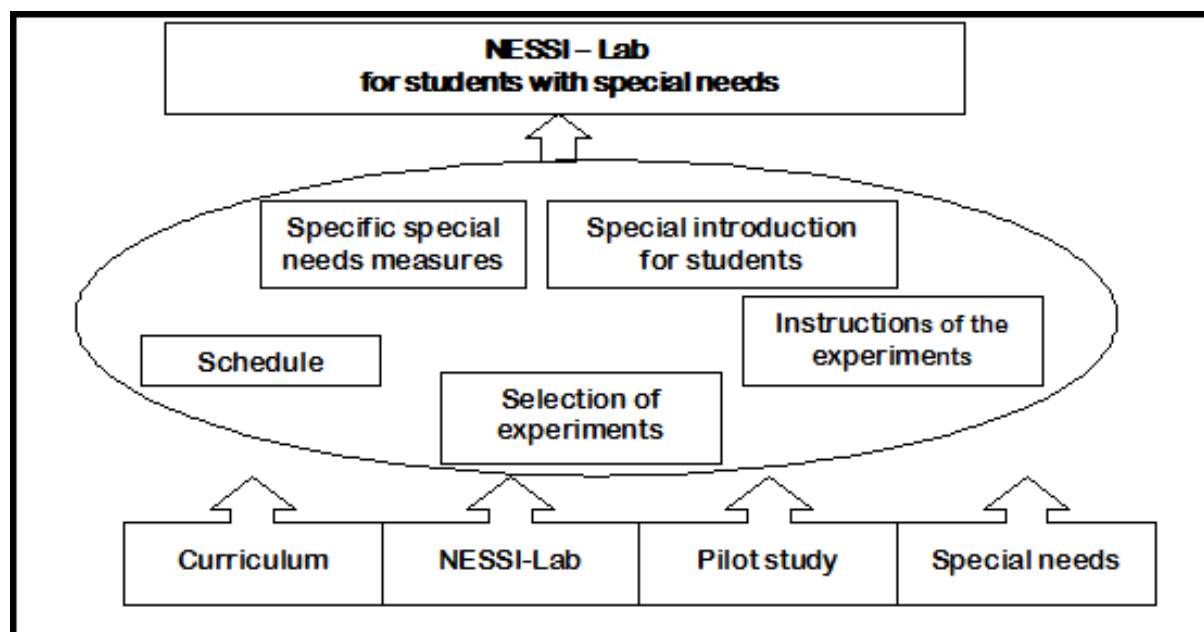 NESSI – Lab
for students with special needs
Specific special
needs measures
Special introduction
for students
Instructions of the
experiments
Schedule
Selection of
experiments
Curriculum
NESSI-Lab
Pilot study
Special needs